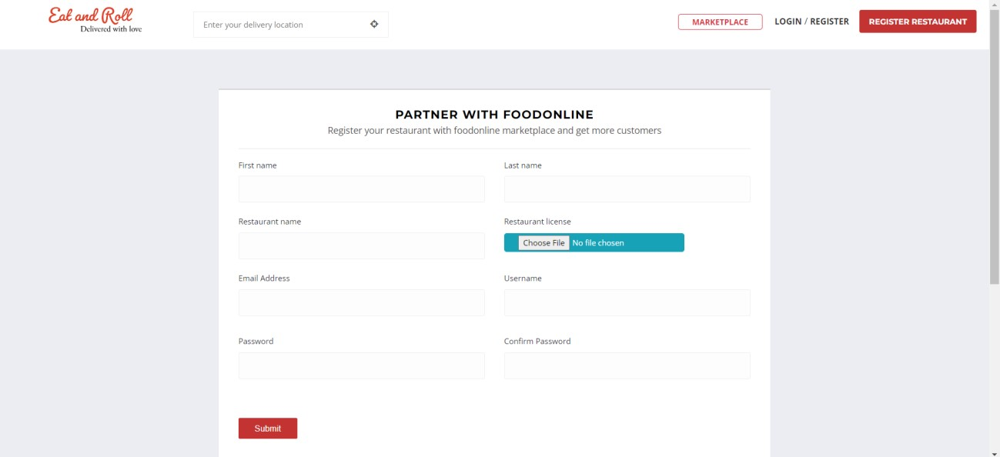 Eat and Roll
Delivered with love
Enter your delivery location
MARKETPLACE
LOGIN / REGISTER
REGISTER RESTAURANT
PARTNER WITH FOODONLINE
Register your restaurant with foodonline marketplace and get more customers
First name
Last name
Restaurant name
Restaurant license
Choose File No file chosen
Email Address
Username
Password
Confirm Password
Submit